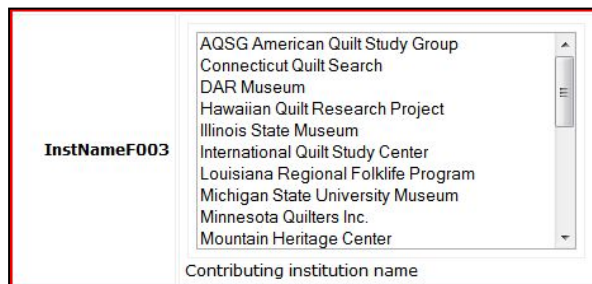 InstNameF003
AQSG American Quilt Study Group
Connecticut Quilt Search
DAR Museum
Hawaiian Quilt Research Project
Illinois State Museum
International Quilt Study Center
Louisiana Regional Folklife Program
Michigan State University Museum
Minnesota Quilters Inc.
Mountain Heritage Center
Contributing institution name